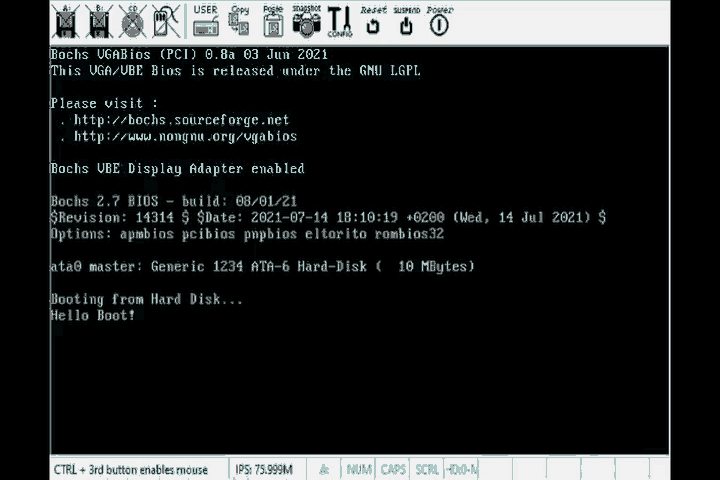 A: B: CD USER Copy Paste Snapshot CONFIG Reset SUSPEND Power
Bochs VGABios (PCI) 0.8a 03 Jun 2021
This VGA/VBE Bios is released under the GNU LGPL
Please visit :
. http://bochs.sourceforge.net
. http://www.nongnu.org/vgabios
Bochs VBE Display Adapter enabled
Bochs 2.7 BIOS - build: 08/01/21
$Revision: 14314 $ $Date: 2021-07-14 18:10:19 +0200 (Wed, 14 Jul 2021) $
Options: apmbios pcibios pnpbios eltorito rombios32
ata0 master: Generic 1234 ATA-6 Hard-Disk ( 10 MBytes)
Booting from Hard Disk...
Hello Boot!
CTRL + 3rd button enables mouse IPS: 75.999M A: NUM CAPS SCRL HD:0-M